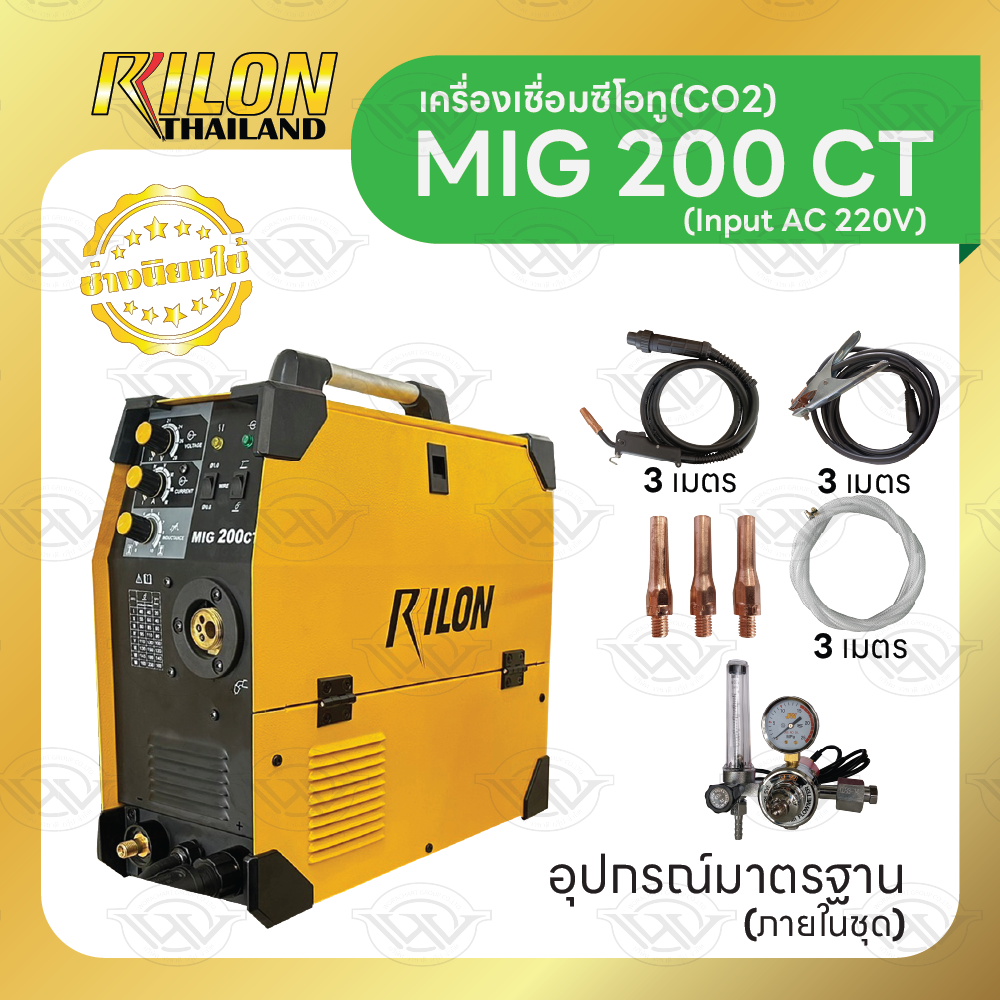 RILON
THAILAND
เครื่องเชื่อมซีโอทู(CO2)
MIG 200 CT
(Input AC 220V)
ช่างนิยมใช้
VOLTAGE
CURRENT
WIRE
INDUCTANCE
MIG 200CT
RILON
3 เมตร
3 เมตร
3 เมตร
อุปกรณ์มาตรฐาน
(ภายในชุด)